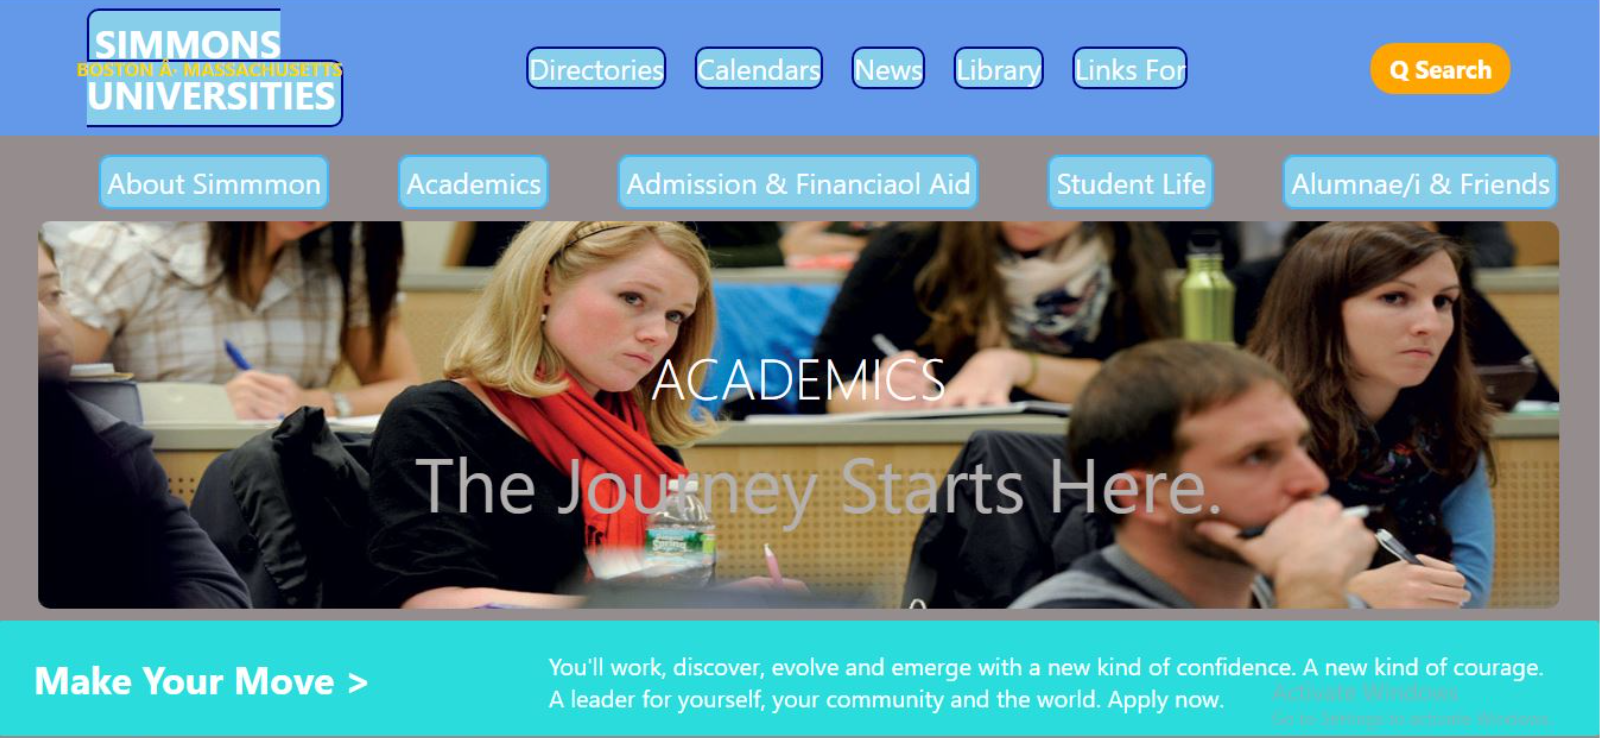 SIMMONS
BOSTON Â· MASSACHUSETTS
UNIVERSITIES
Directories
Calendars
News
Library
Links For
Q Search
About Simmmon
Academics
Admission & Financiaol Aid
Student Life
Alumnae/i & Friends
ACADEMICS
The Journey Starts Here.
Make Your Move >
You'll work, discover, evolve and emerge with a new kind of confidence. A new kind of courage.
A leader for yourself, your community and the world. Apply now.
Activate Windows
Go to Settings to activate Windows.